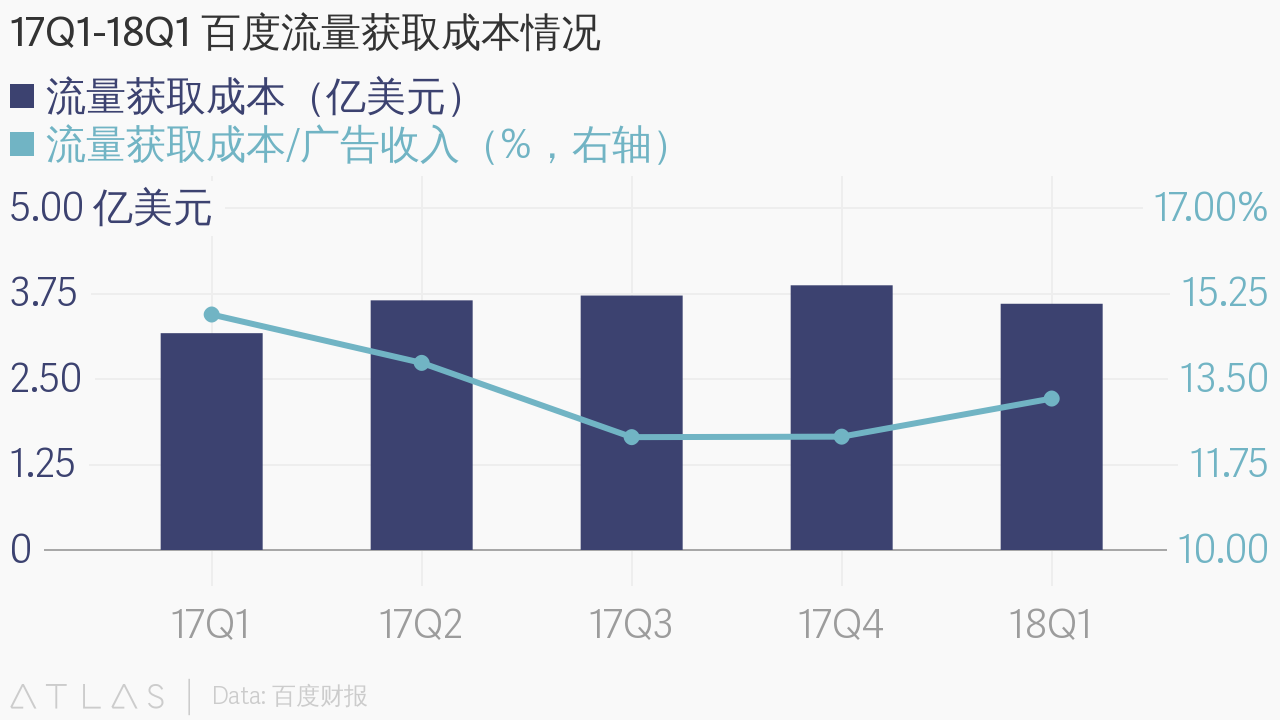 17Q1-18Q1 百度流量获取成本情况
流量获取成本（亿美元）
流量获取成本/广告收入（%，右轴）
5.00 亿美元
17.00%
3.75
15.25
2.50
13.50
1.25
11.75
0
10.00
17Q1
17Q2
17Q3
17Q4
18Q1
ATLAS
Data: 百度财报